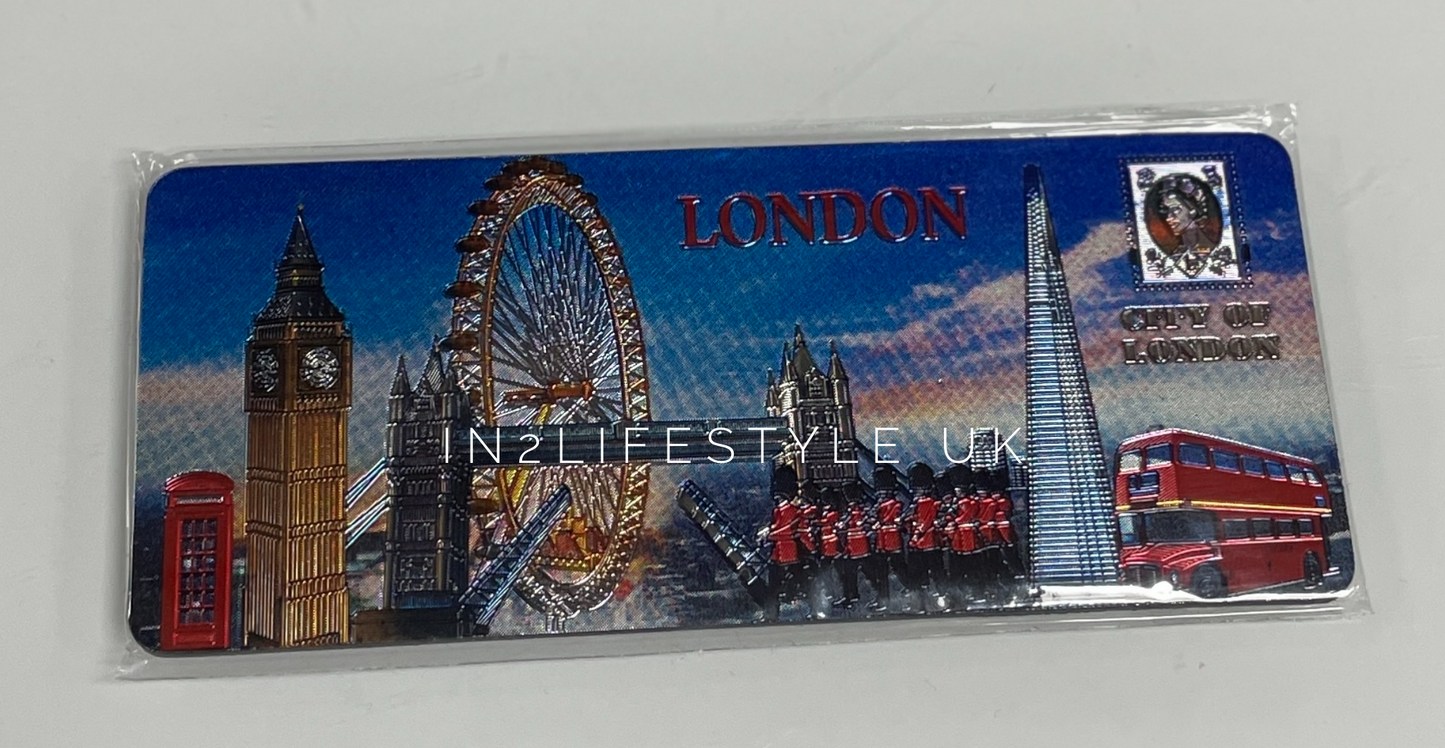 LONDON
CITY OF
LONDON
IN2LIFESTYLE UK